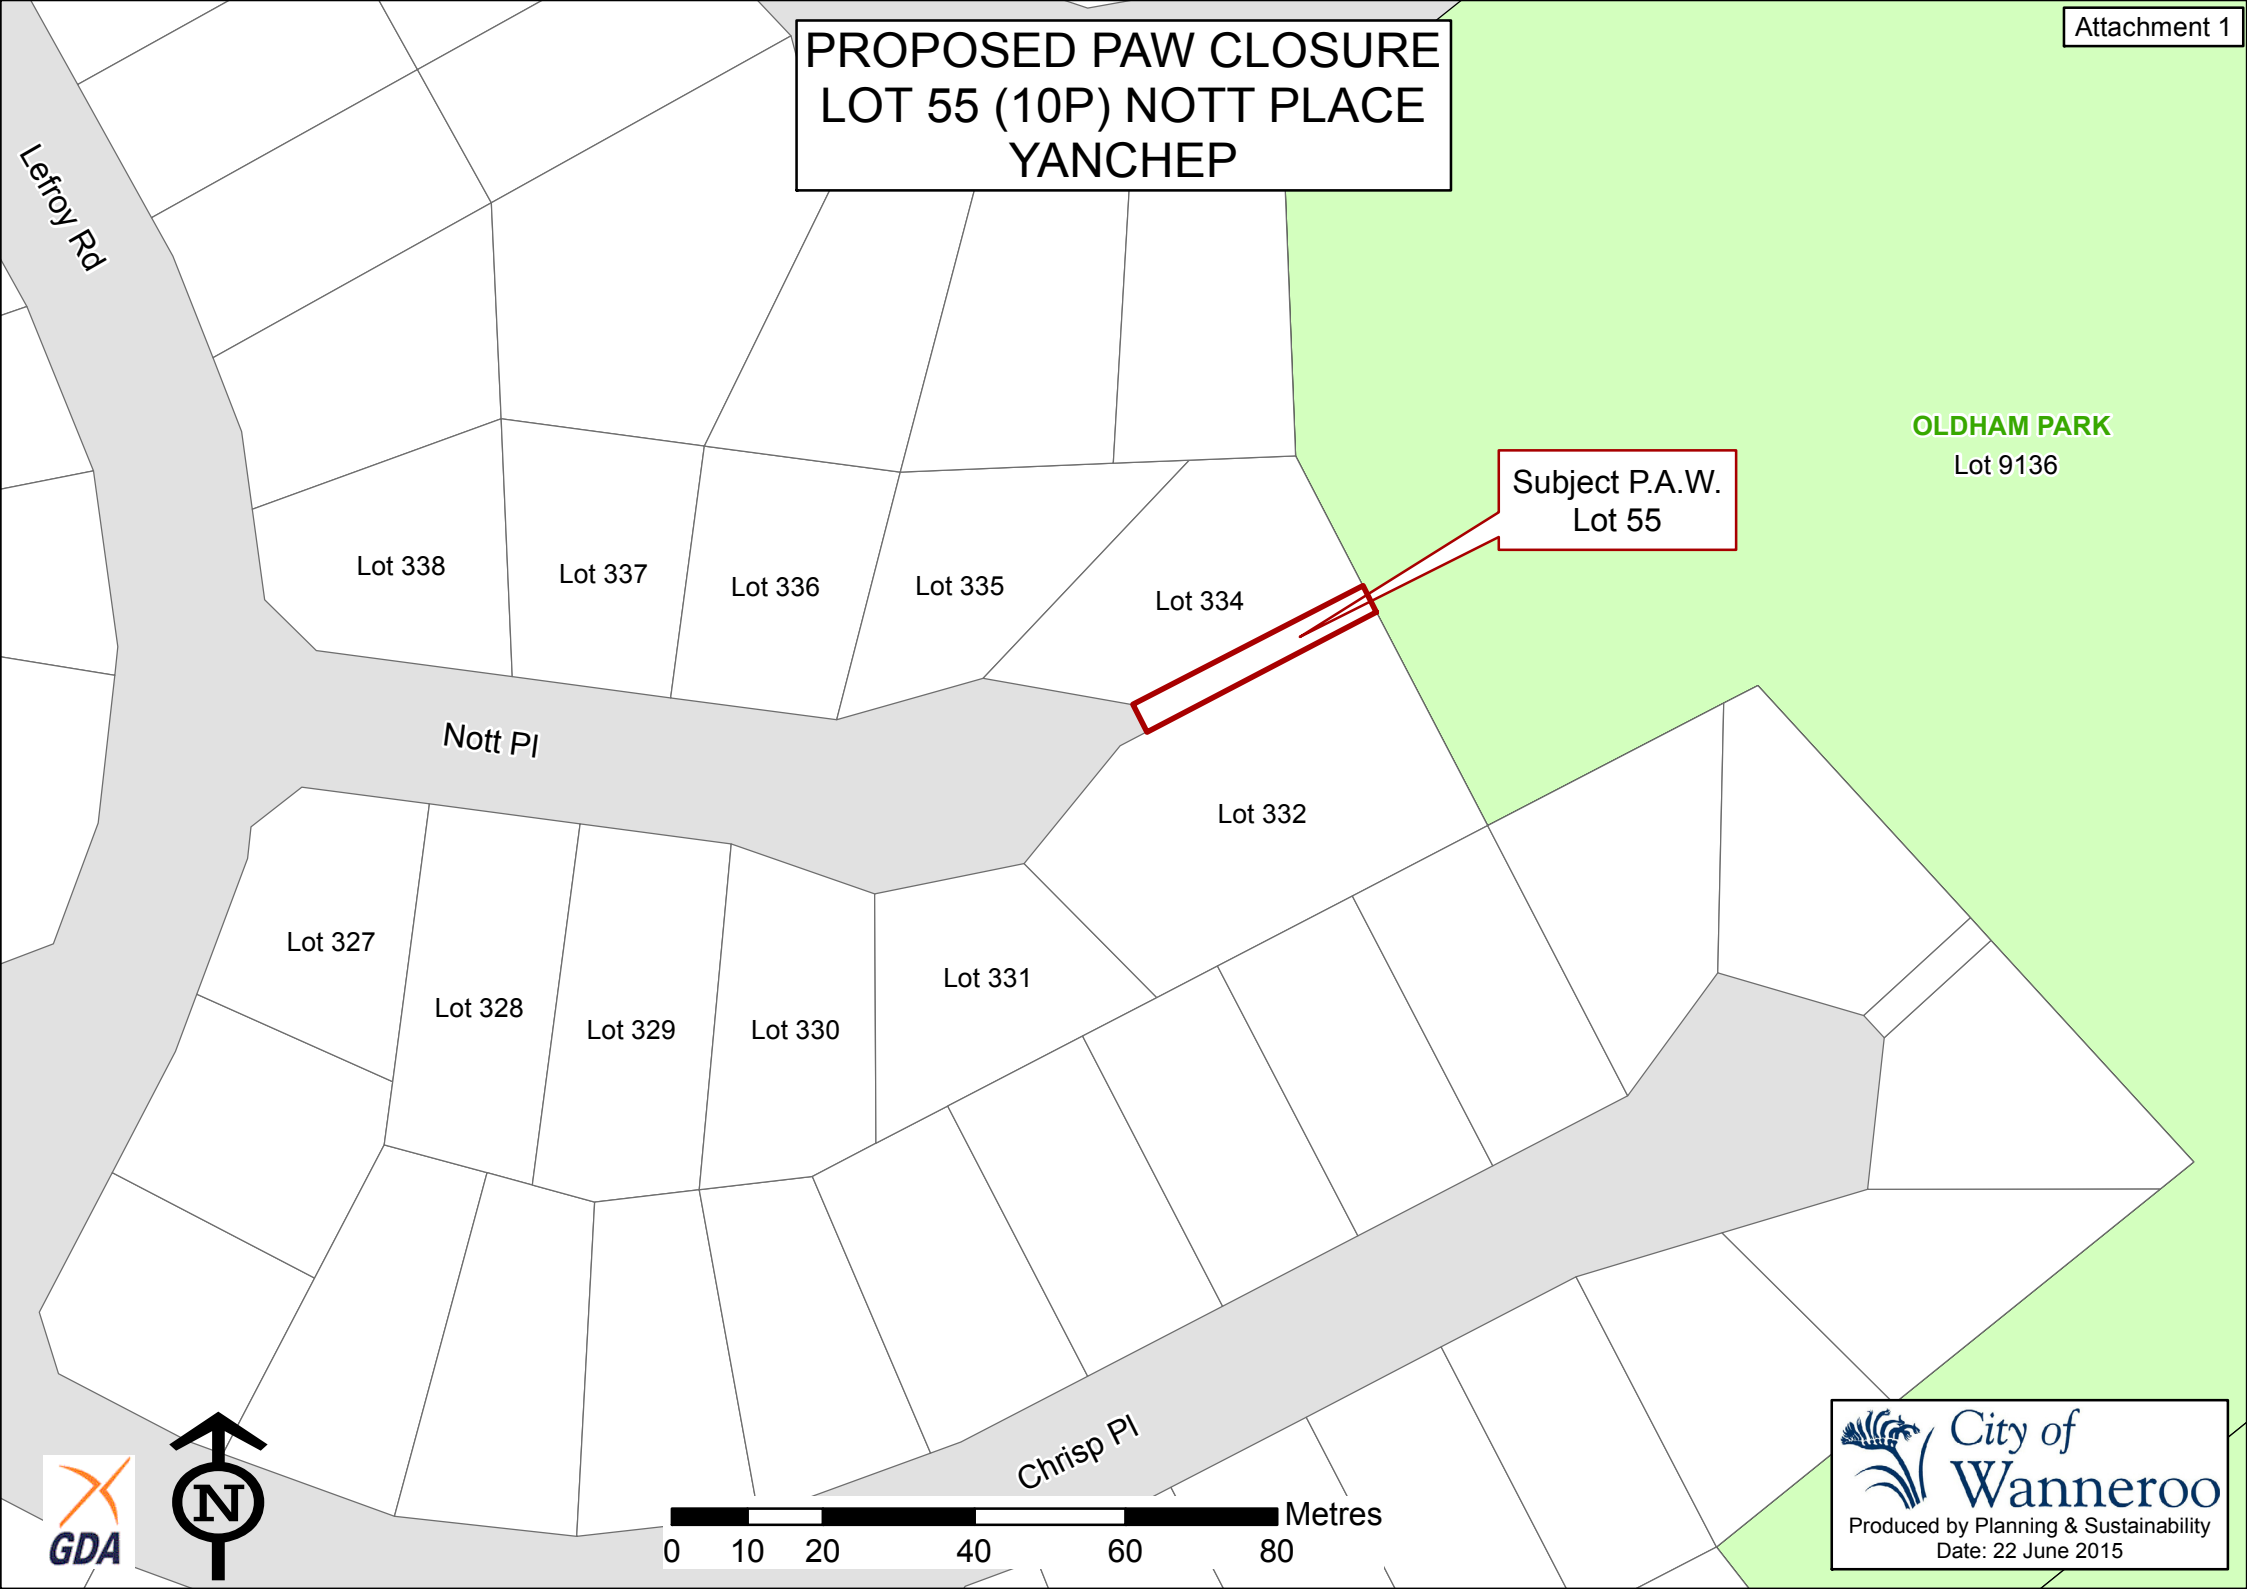 Attachment 1
PROPOSED PAW CLOSURE
LOT 55 (10P) NOTT PLACE
YANCHEP
Lefroy Rd
OLDHAM PARK
Lot 9136
Subject P.A.W.
Lot 55
Lot 338
Lot 337
Lot 336
Lot 335
Lot 334
Nott Pl
Lot 332
Lot 327
Lot 328
Lot 329
Lot 330
Lot 331
Chrisp Pl
GDA
N
Metres
0 10 20 40 60 80
City of
Wanneroo
Produced by Planning & Sustainability
Date: 22 June 2015